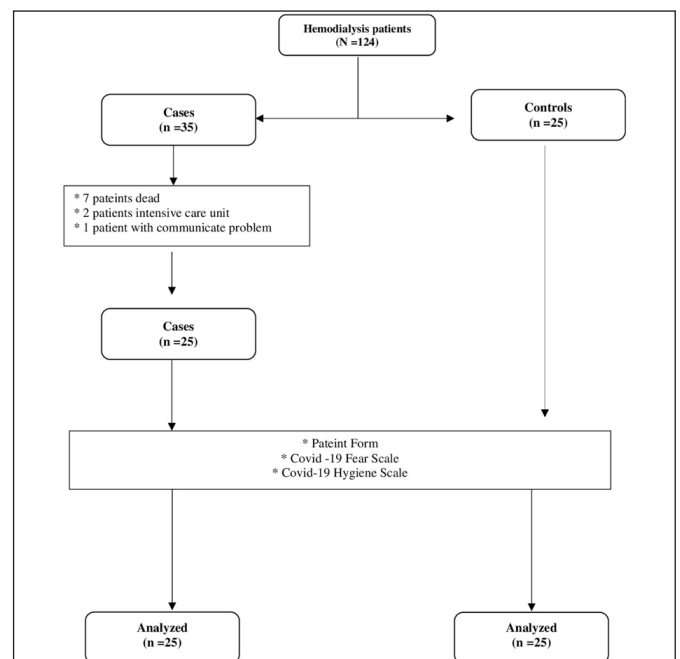 Hemodialysis patients
(N =124)
Cases
(n =35)
Controls
(n =25)
* 7 pateints dead
* 2 patients intensive care unit
* 1 patient with communicate problem
Cases
(n =25)
* Pateint Form
* Covid -19 Fear Scale
* Covid-19 Hygiene Scale
Analyzed
(n =25)
Analyzed
(n =25)